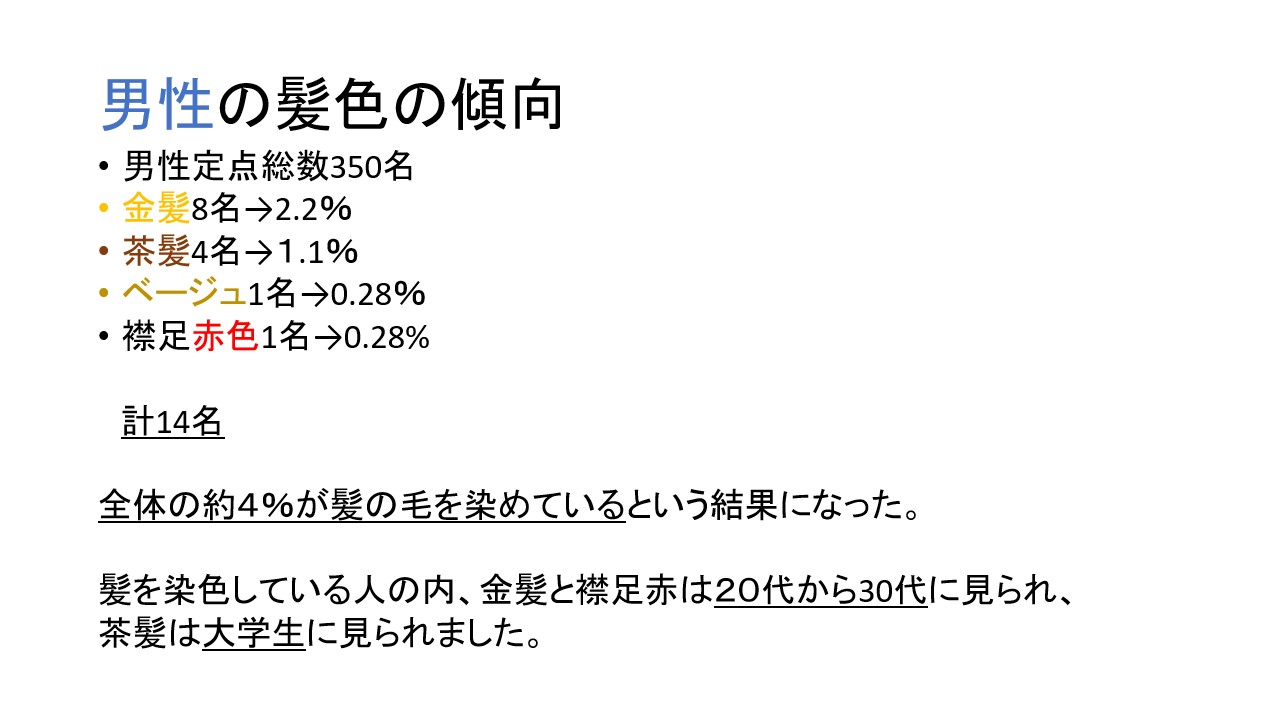 男性の髪色の傾向
• 男性定点総数350名
• 金髪8名→2.2％
• 茶髪4名→１.1％
• ベージュ1名→0.28％
• 襟足赤色1名→0.28%
計14名
全体の約４％が髪の毛を染めているという結果になった。
髪を染色している人の内、金髪と襟足赤は２０代から30代に見られ、
茶髪は大学生に見られました。